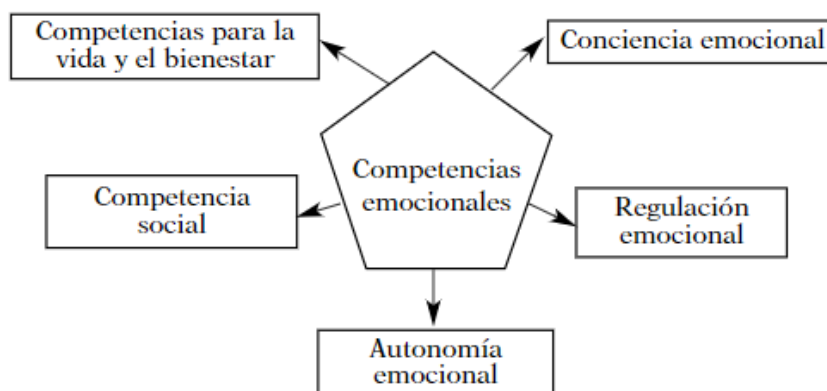 Competencias para la
vida y el bienestar
Conciencia emocional
Competencias
emocionales
Competencia
social
Regulación
emocional
Autonomía
emocional